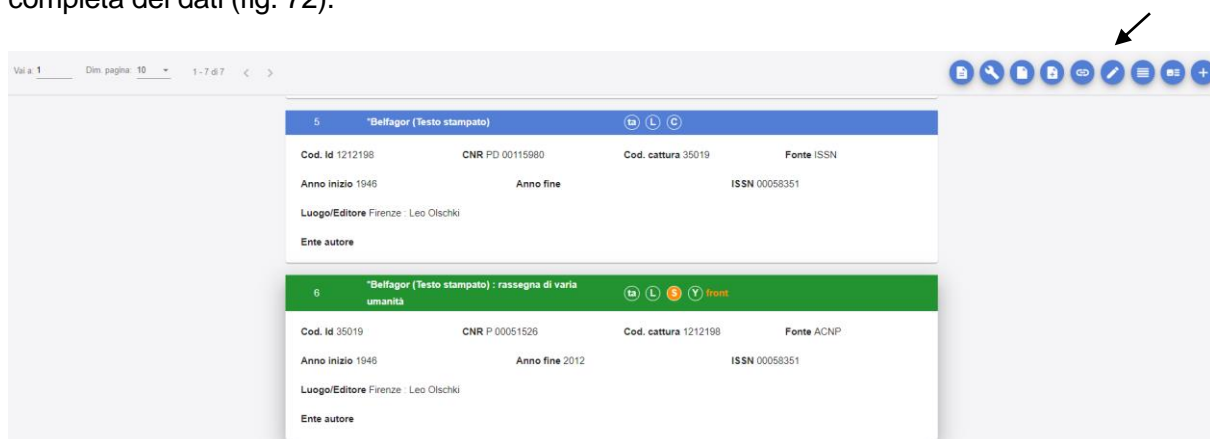 completa dei dati (fig. 72).
Vai a: 1 Dim. pagina: 10 1 - 7 di 7
5 *Belfagor (Testo stampato) ta L C
Cod. Id 1212198 CNR PD 00115980 Cod. cattura 35019 Fonte ISSN
Anno inizio 1946 Anno fine ISSN 00058351
Luogo/Editore Firenze : Leo Olschki
Ente autore
6 *Belfagor (Testo stampato) : rassegna di varia umanità ta L S Y front
Cod. Id 35019 CNR P 00051526 Cod. cattura 1212198 Fonte ACNP
Anno inizio 1946 Anno fine 2012 ISSN 00058351
Luogo/Editore Firenze : Leo Olschki
Ente autore